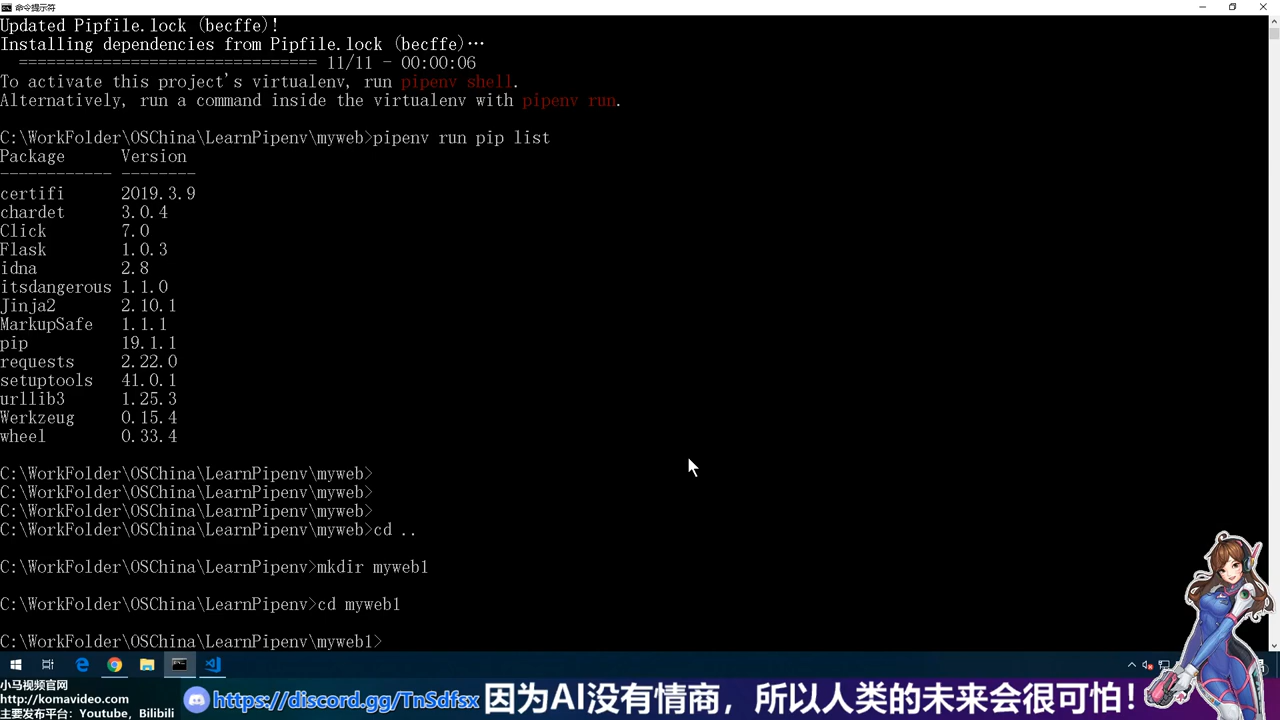 命令提示符
Updated Pipfile.lock (becffe)!
Installing dependencies from Pipfile.lock (becffe)…
================================ 11/11 - 00:00:06
To activate this project's virtualenv, run pipenv shell.
Alternatively, run a command inside the virtualenv with pipenv run.
C:\WorkFolder\OSChina\LearnPipenv\myweb>pipenv run pip list
Package Version
------------ --------
certifi 2019.3.9
chardet 3.0.4
Click 7.0
Flask 1.0.3
idna 2.8
itsdangerous 1.1.0
Jinja2 2.10.1
MarkupSafe 1.1.1
pip 19.1.1
requests 2.22.0
setuptools 41.0.1
urllib3 1.25.3
Werkzeug 0.15.4
wheel 0.33.4
C:\WorkFolder\OSChina\LearnPipenv\myweb>
C:\WorkFolder\OSChina\LearnPipenv\myweb>
C:\WorkFolder\OSChina\LearnPipenv\myweb>
C:\WorkFolder\OSChina\LearnPipenv\myweb>cd ..
C:\WorkFolder\OSChina\LearnPipenv>mkdir myweb1
C:\WorkFolder\OSChina\LearnPipenv>cd myweb1
C:\WorkFolder\OSChina\LearnPipenv\myweb1>
小马视频官网
http://komavideo.com
主要发布平台: Youtube, Bilibili
https://discord.gg/TnSdfsx 因为AI没有情商，所以人类的未来会很可怕！